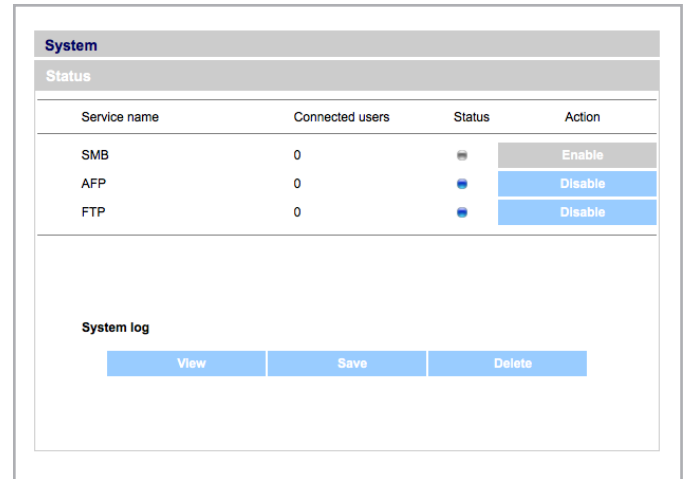 System
Status
Service name Connected users Status Action
SMB 0 Enable
AFP 0 Disable
FTP 0 Disable
System log
View Save Delete